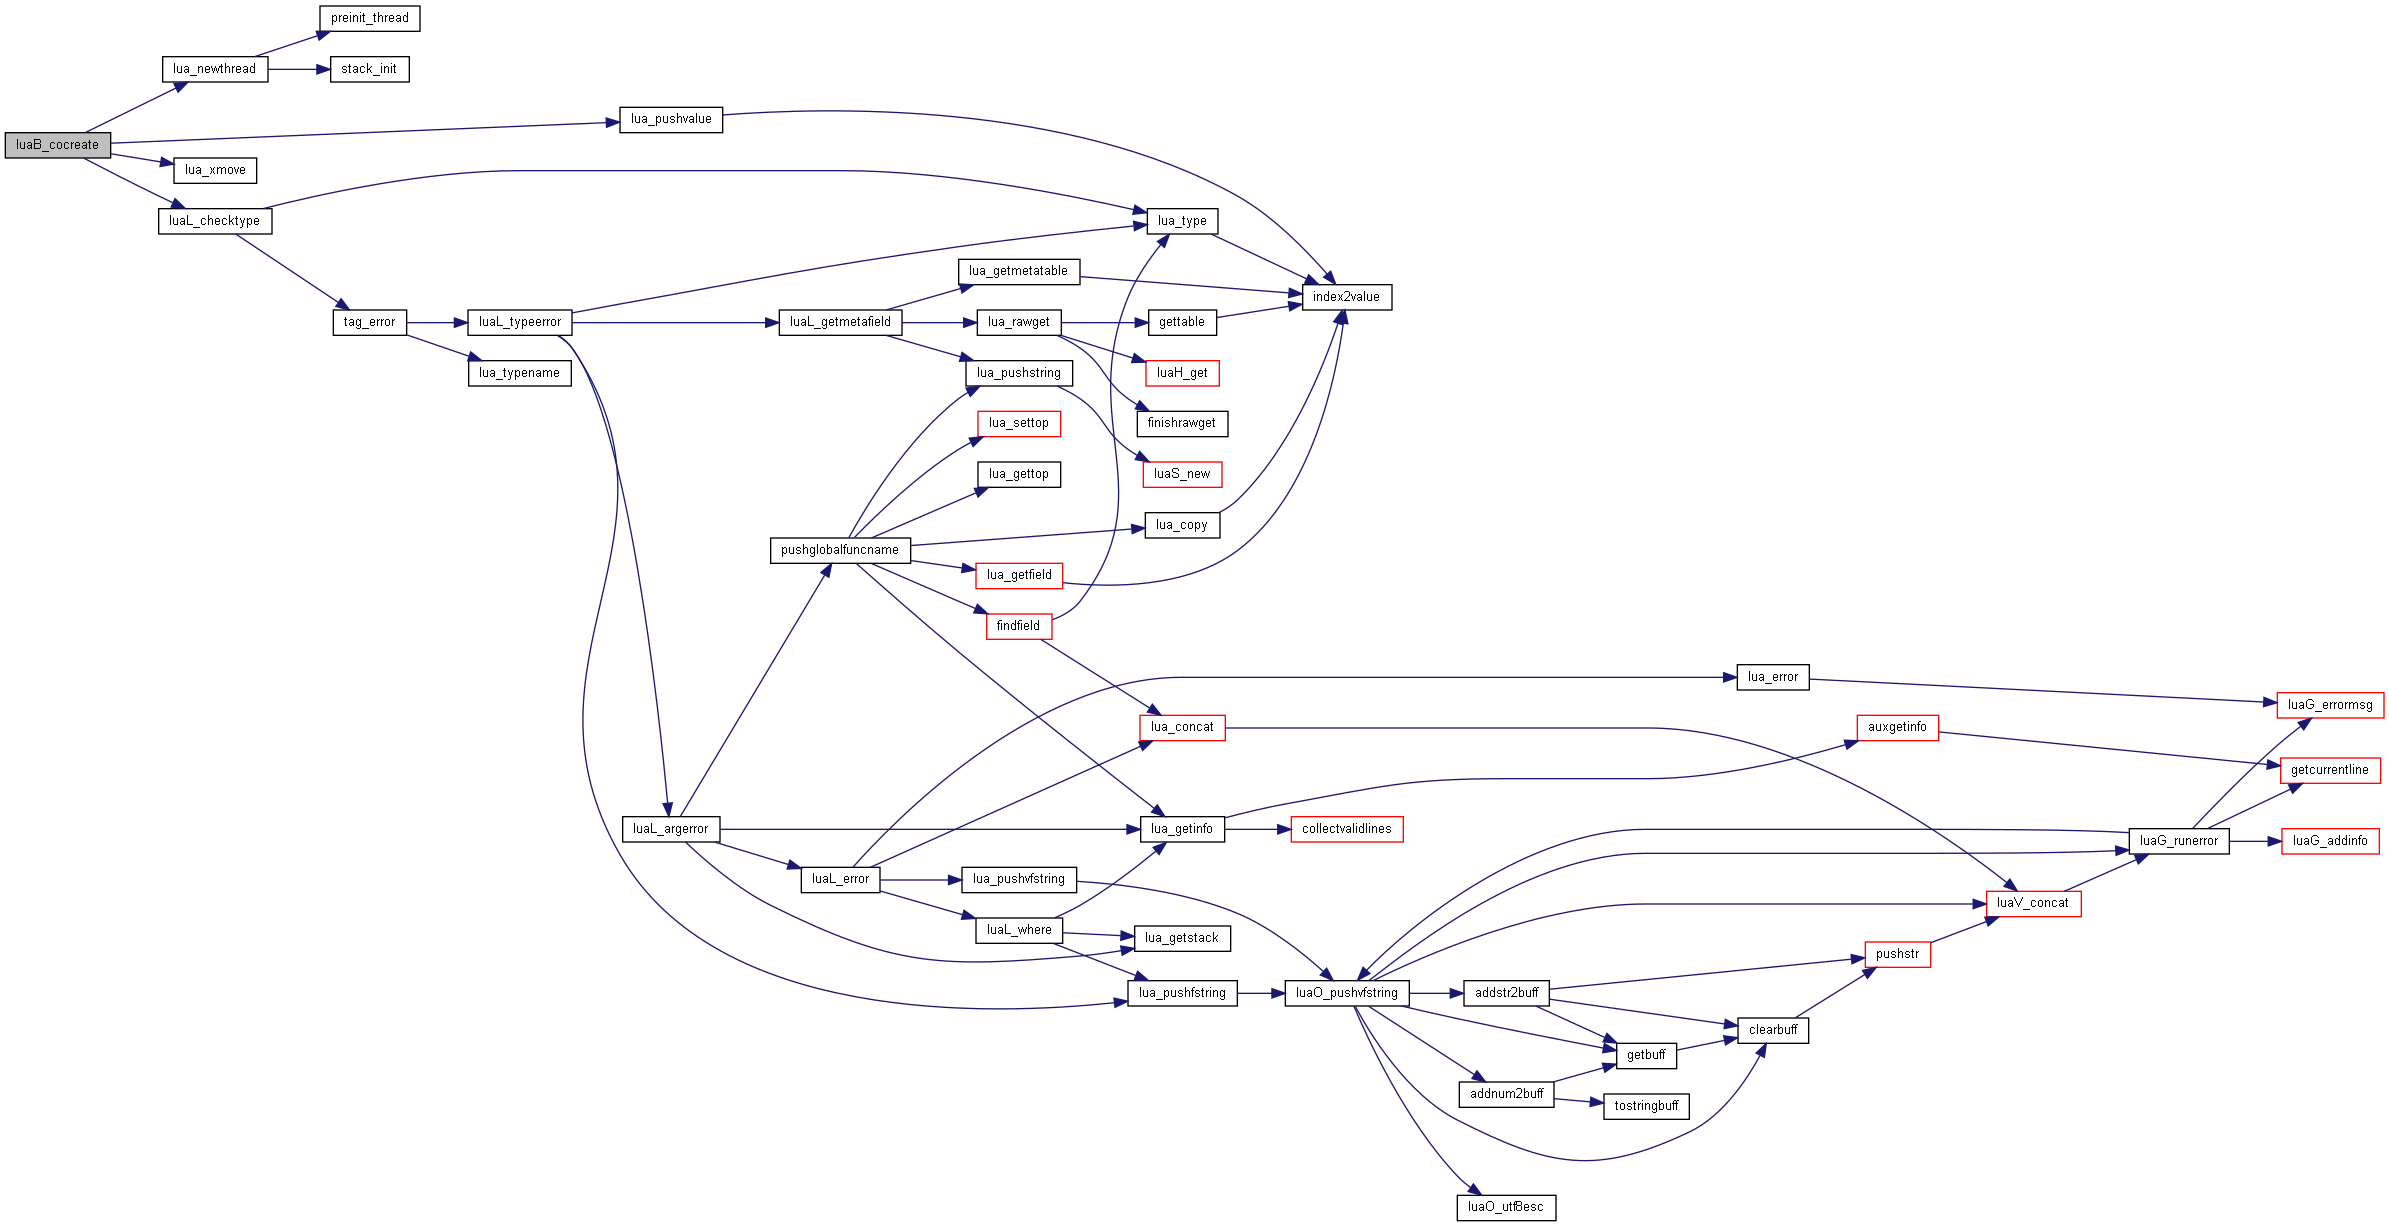 preinit_thread
lua_newthread
stack_init
lua_pushvalue
luaB_cocreate
lua_xmove
luaL_checktype
lua_type
lua_getmetatable
index2value
tag_error
luaL_typeerror
luaL_getmetafield
lua_rawget
gettable
lua_typename
lua_pushstring
luaH_get
lua_settop
finishrawget
lua_gettop
luaS_new
lua_copy
pushglobalfuncname
lua_getfield
findfield
lua_error
luaG_errormsg
lua_concat
auxgetinfo
getcurrentline
luaL_argerror
lua_getinfo
collectvalidlines
luaG_runerror
luaG_addinfo
luaL_error
lua_pushvfstring
luaV_concat
luaL_where
lua_getstack
pushstr
lua_pushfstring
luaO_pushvfstring
addstr2buff
clearbuff
getbuff
addnum2buff
tostringbuff
luaO_utf8esc